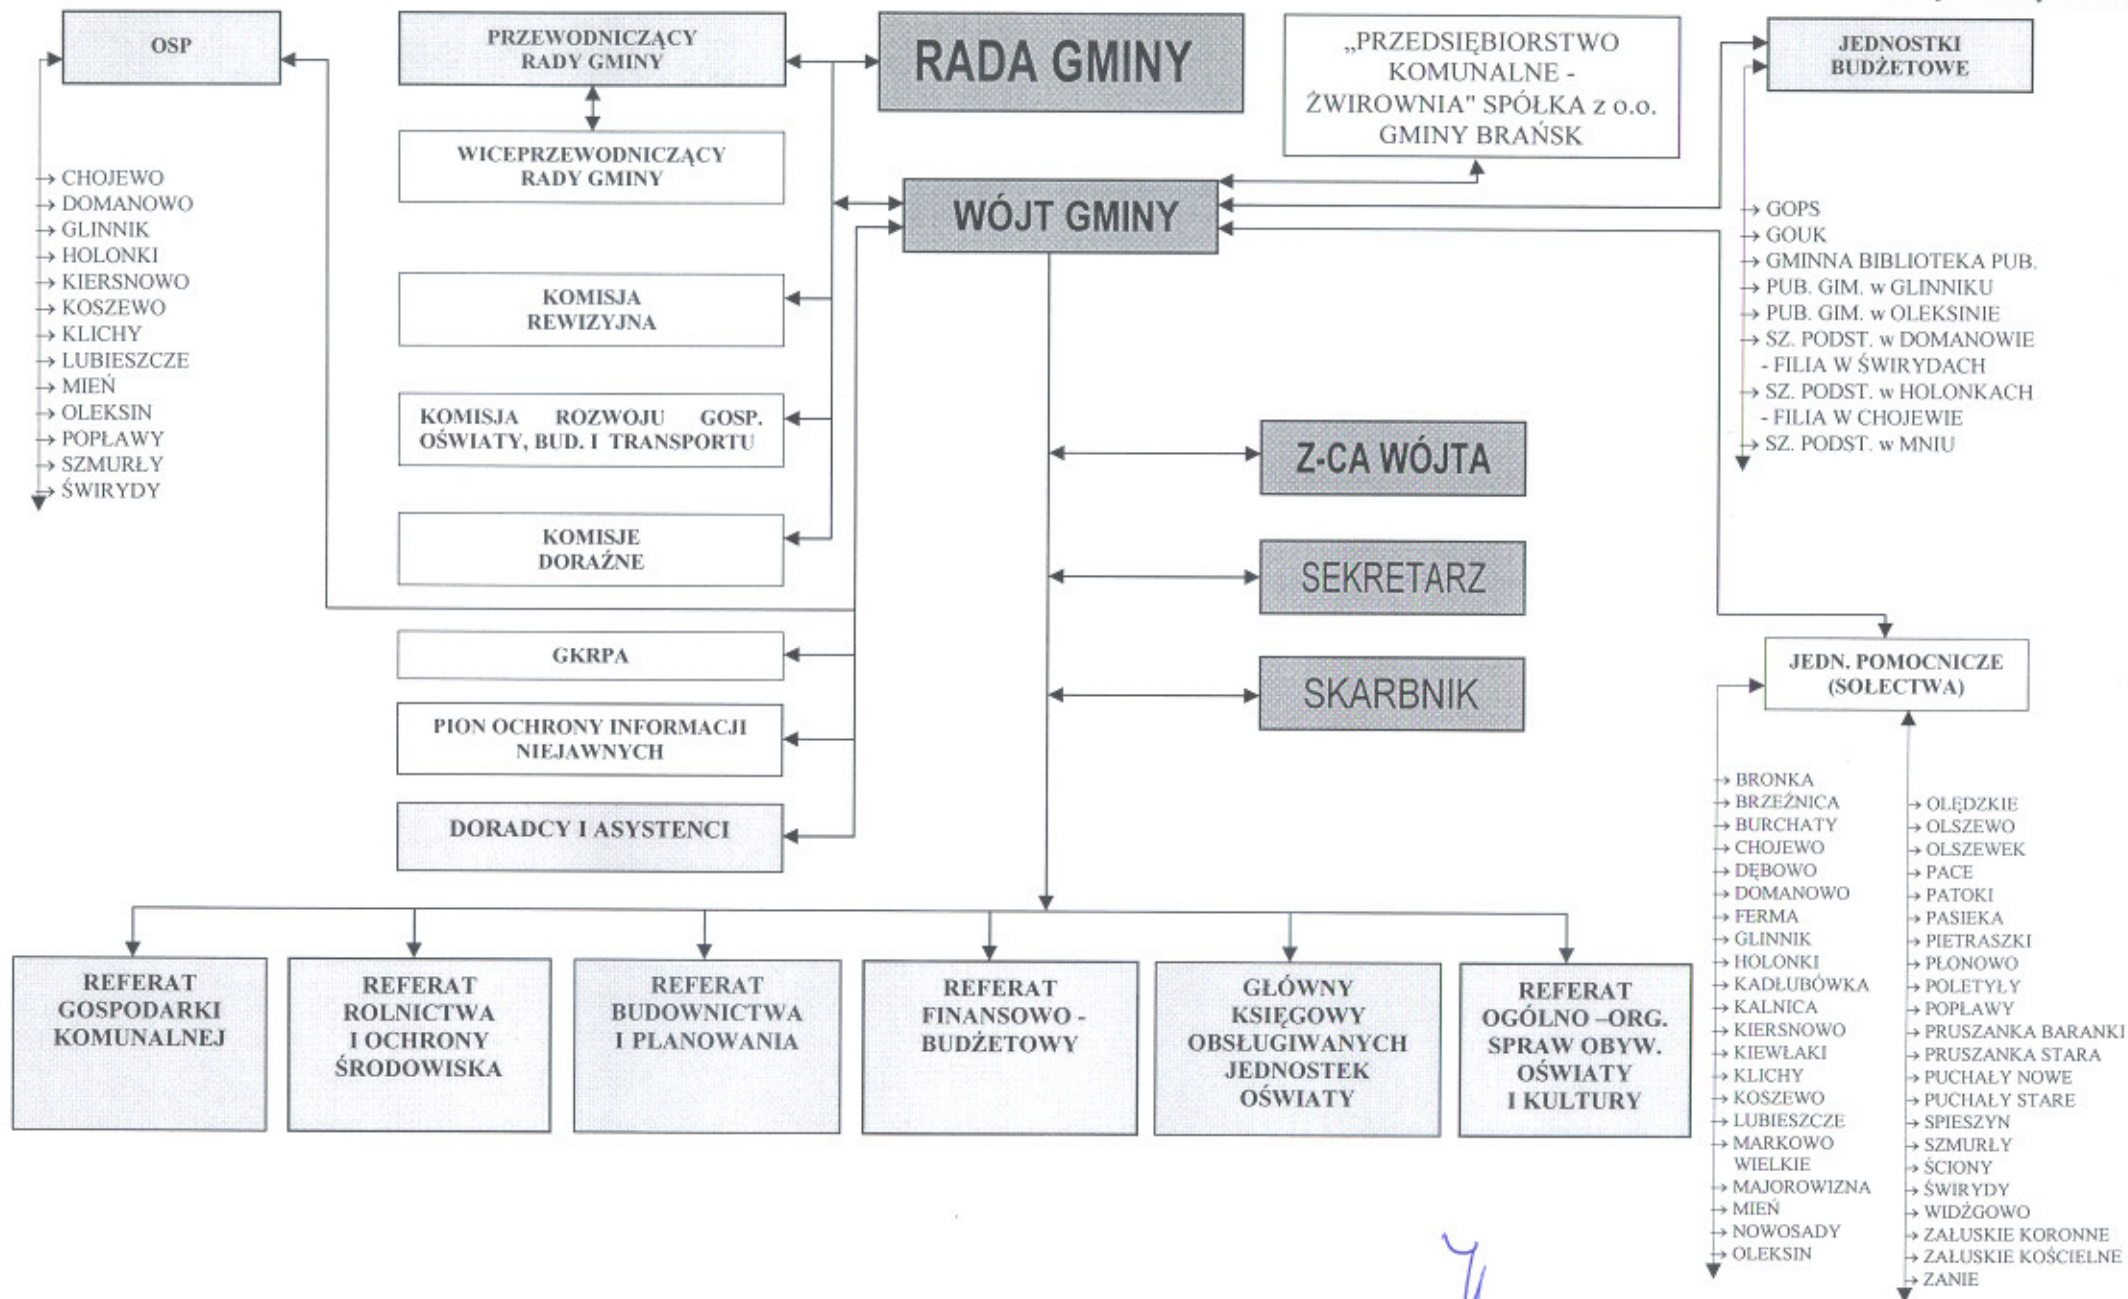 OSP
CHOJEWO
DOMANOWO
GLINNIK
HOLONKI
KIERSNOWO
KOSZEWO
KLICHY
LUBIESZCZE
MIEŃ
OLEKSIN
POPŁAWY
SZMURŁY
ŚWIRYDY
PRZEWODNICZĄCY
RADY GMINY
WICEPRZEWODNICZĄCY
RADY GMINY
KOMISJA
REWIZYJNA
KOMISJA ROZWOJU GOSP.
OŚWIATY, BUD. I TRANSPORTU
KOMISJE
DORAŹNE
GKRPA
PION OCHRONY INFORMACJI
NIEJAWNYCH
DORADCY I ASYSTENCI
RADA GMINY
WÓJT GMINY
„PRZEDSIĘBIORSTWO
KOMUNALNE -
ŻWIROWNIA" SPÓŁKA z o.o.
GMINY BRAŃSK
Z-CA WÓJTA
SEKRETARZ
SKARBNIK
JEDNOSTKI
BUDŻETOWE
GOPS
GOUK
GMINNA BIBLIOTEKA PUB.
PUB. GIM. w GLINNIKU
PUB. GIM. w OLEKSINIE
SZ. PODST. w DOMANOWIE
- FILIA W ŚWIRYDACH
SZ. PODST. w HOLONKACH
- FILIA W CHOJEWIE
SZ. PODST. w MNIU
JEDN. POMOCNICZE
(SOŁECTWA)
BRONKA
BRZEŹNICA
BURCHATY
CHOJEWO
DĘBOWO
DOMANOWO
FERMA
GLINNIK
HOLONKI
KADŁUBÓWKA
KALNICA
KIERSNOWO
KIEWŁAKI
KLICHY
KOSZEWO
LUBIESZCZE
MARKOWO
WIELKIE
MAJOROWIZNA
MIEŃ
NOWOSADY
OLEKSIN
OLĘDZKIE
OLSZEWO
OLSZEWEK
PACE
PATOKI
PASIEKA
PIETRASZKI
PŁONOWO
POLETYŁY
POPŁAWY
PRUSZANKA BARANKI
PRUSZANKA STARA
PUCHAŁY NOWE
PUCHAŁY STARE
SPIESZYN
SZMURŁY
ŚCIONY
ŚWIRYDY
WIDŹGOWO
ZAŁUSKIE KORONNE
ZAŁUSKIE KOŚCIELNE
ZANIE
REFERAT
GOSPODARKI
KOMUNALNEJ
REFERAT
ROLNICTWA
I OCHRONY
ŚRODOWISKA
REFERAT
BUDOWNICTWA
I PLANOWANIA
REFERAT
FINANSOWO -
BUDŻETOWY
GŁÓWNY
KSIĘGOWY
OBSŁUGIWANYCH
JEDNOSTEK
OŚWIATY
REFERAT
OGÓLNO –ORG.
SPRAW OBYW.
OŚWIATY
I KULTURY